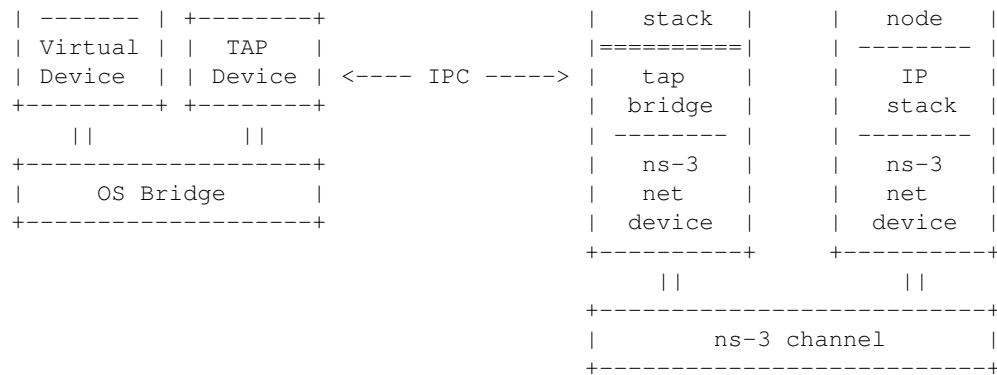 | ------- | +--------+ | stack | | node |
| Virtual | | TAP | |==========| | -------- |
| Device | | Device | <---- IPC -----> | tap | | IP |
+---------+ +--------+ | bridge | | stack |
|| || | -------- | | -------- |
+--------------------+ | ns-3 | | ns-3 |
| OS Bridge | | net | | net |
+--------------------+ | device | | device |
+----------+ +----------+
|| ||
+---------------------------+
| ns-3 channel |
+---------------------------+